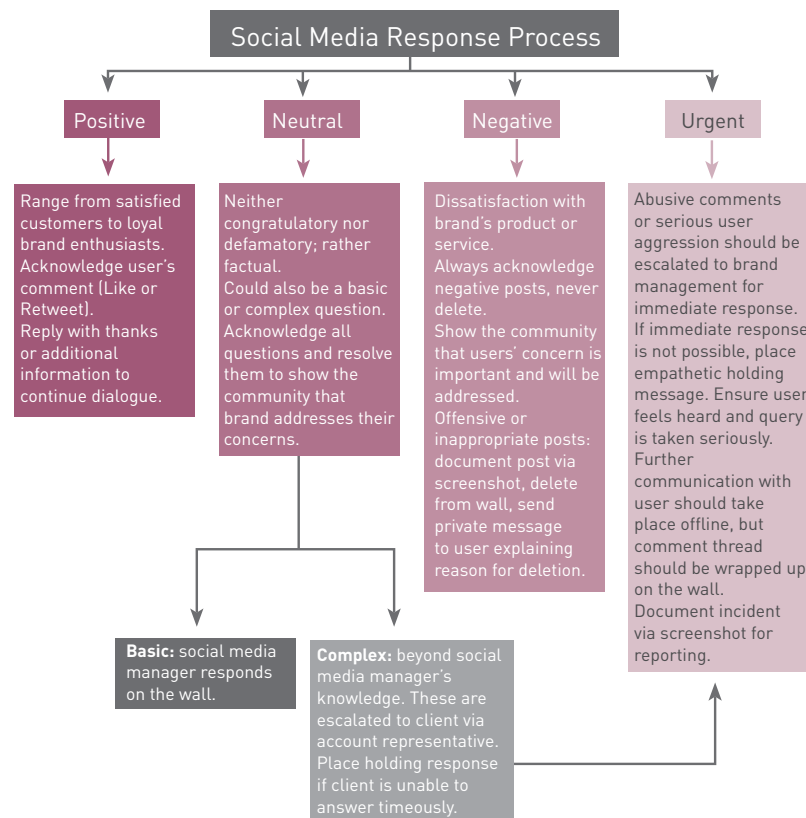 Social Media Response Process
Positive
Neutral
Negative
Urgent
Range from satisfied
customers to loyal
brand enthusiasts.
Acknowledge user's
comment (Like or
Retweet).
Reply with thanks
or additional
information to
continue dialogue.
Neither
congratulatory nor
defamatory; rather
factual.
Could also be a basic
or complex question.
Acknowledge all
questions and resolve
them to show the
community that
brand addresses their
concerns.
Dissatisfaction with
brand's product or
service.
Always acknowledge
negative posts, never
delete.
Show the community
that users' concern is
important and will be
addressed.
Offensive or
inappropriate posts:
document post via
screenshot, delete
from wall, send
private message
to user explaining
reason for deletion.
Abusive comments
or serious user
aggression should be
escalated to brand
management for
immediate response.
If immediate response
is not possible, place
empathetic holding
message. Ensure user
feels heard and query
is taken seriously.
Further
communication with
user should take
place offline, but
comment thread
should be wrapped up
on the wall.
Document incident
via screenshot for
reporting.
Basic: social media
manager responds
on the wall.
Complex: beyond social
media manager's
knowledge. These are
escalated to client via
account representative.
Place holding response
if client is unable to
answer timeously.